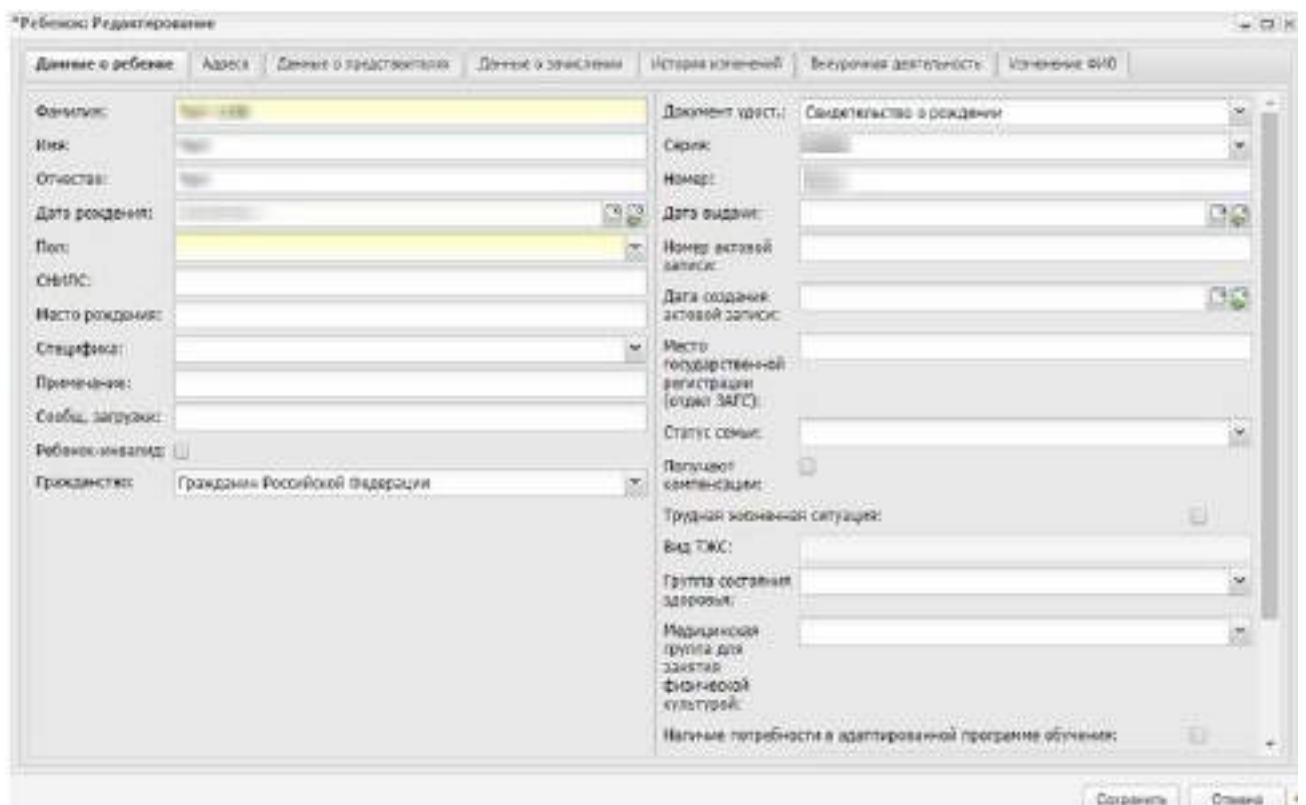 *Ребенок: Редактирование
Данные о ребенке Адреса Данные о представителях Данные о зачислении История изменений Внеурочная деятельность Изменение ФИО
Фамилия:
Имя:
Отчество:
Дата рождения:
Пол:
СНИЛС:
Место рождения:
Специфика:
Примечание:
Сообщ. загрузки:
Ребенок-инвалид:
Гражданство: Гражданин Российской Федерации
Документ удост.: Свидетельство о рождении
Серия:
Номер:
Дата выдачи:
Номер актовой
записи:
Дата создания
актовой записи:
Место
государственной
регистрации
(отдел ЗАГС):
Статус семьи:
Получают
компенсации:
Трудная жизненная ситуация:
Вид ТЖС:
Группа состояния
здоровья:
Медицинская
группа для
занятия
физической
культурой:
Наличие потребности в адаптированной программе обучения:
Сохранить Отмена